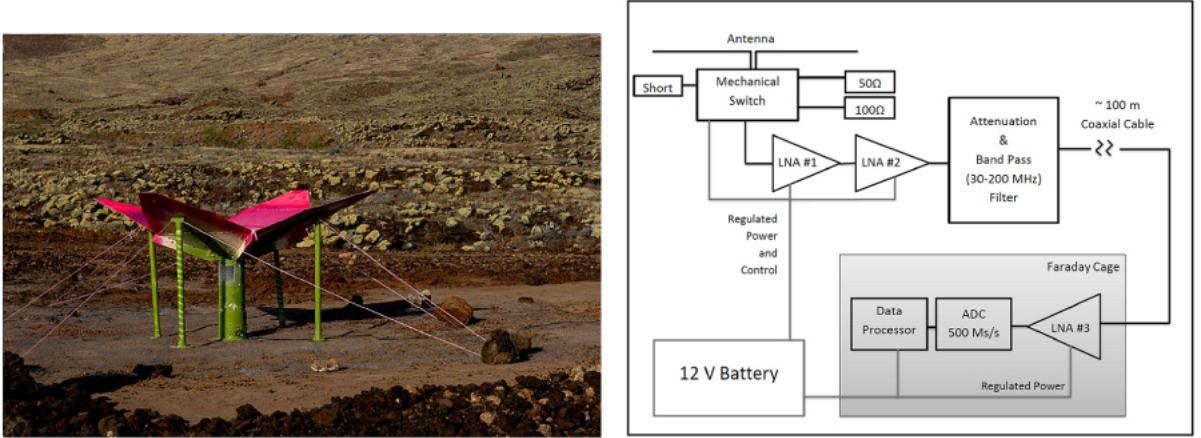 Antenna
Short
Mechanical
Switch
50Ω
100Ω
LNA #1
LNA #2
Attenuation
&
Band Pass
(30-200 MHz)
Filter
~ 100 m
Coaxial Cable
Regulated
Power
and
Control
Faraday Cage
Data
Processor
ADC
500 Ms/s
LNA #3
Regulated Power
12 V Battery